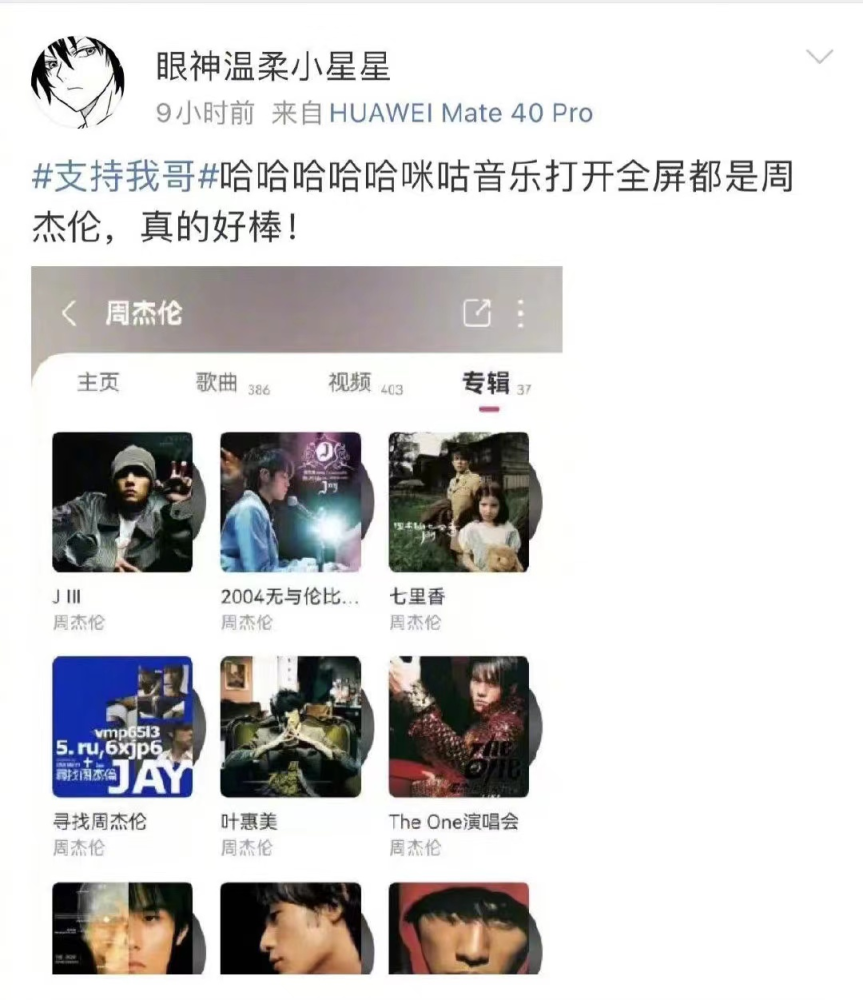 眼神温柔小星星
9小时前 来自 HUAWEI Mate 40 Pro
#支持我哥#哈哈哈哈哈咪咕音乐打开全屏都是周
杰伦，真的好棒！
周杰伦
主页 歌曲 386 视频 403 专辑 37
J
Jay
J III
2004无与伦比...
七里香
周杰伦
周杰伦
周杰伦
vmp6513
5. ru,6xjp6
+
尋找周杰倫 JAY
The
One
寻找周杰伦
叶惠美
The One演唱会
周杰伦
周杰伦
周杰伦